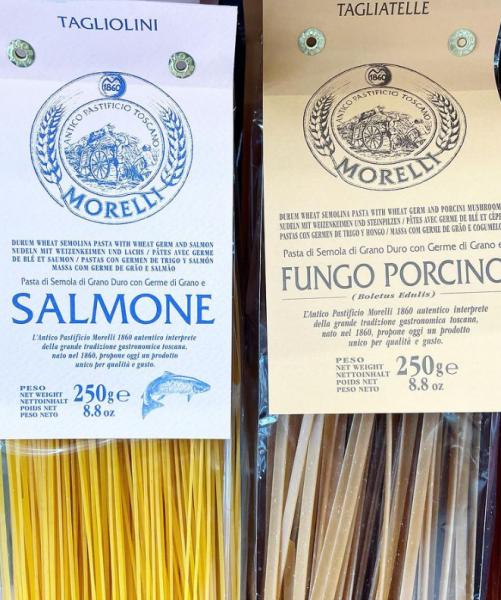 TAGLIOLINI
1860
ANTICO PASTIFICIO TOSCANO
MORELLI
DURUM WHEAT SEMOLINA PASTA WITH WHEAT GERM AND SALMON
NUDELN MIT WEIZENKEIMEN UND LACHS / PÂTES AVEC GERME
DE BLÉ ET SAUMON / PASTAS CON GERMEN DE TRIGO Y SALMÓN
MASSA COM GERME DE GRÃO E SALMÃO
Pasta di Semola di Grano Duro con Germe di Grano e
SALMONE
L'Antico Pastificio Morelli 1860 autentico interprete
della grande tradizione gastronomica toscana,
nato nel 1860, propone oggi un prodotto
unico per qualità e gusto.
PESO
NET WEIGHT
NETTOINHALT
POIDS NET
PESO NETO
250g e
8.8 oz
TAGLIATELLE
1860
ANTICO PASTIFICIO TOSCANO
MORELLI
DURUM WHEAT SEMOLINA PASTA WITH WHEAT GERM AND PORCINI MUSHROOM
NUDELN MIT WEIZENKEIMEN UND STEINPILZEN / PÂTES AVEC GERME DE BLÉ ET CÈPE
PASTAS CON GERMEN DE TRIGO Y HONGO / MASSA COM GERME DE GRÃO E COGUMELO
Pasta di Semola di Grano Duro con Germe di Grano e
FUNGO PORCINO
(Boletus Edulis)
L'Antico Pastificio Morelli 1860 autentico interprete
della grande tradizione gastronomica toscana,
nato nel 1860, propone oggi un prodotto
unico per qualità e gusto.
PESO
NET WEIGHT
NETTOINHALT
POIDS NET
PESO NETO
250g e
8.8 oz